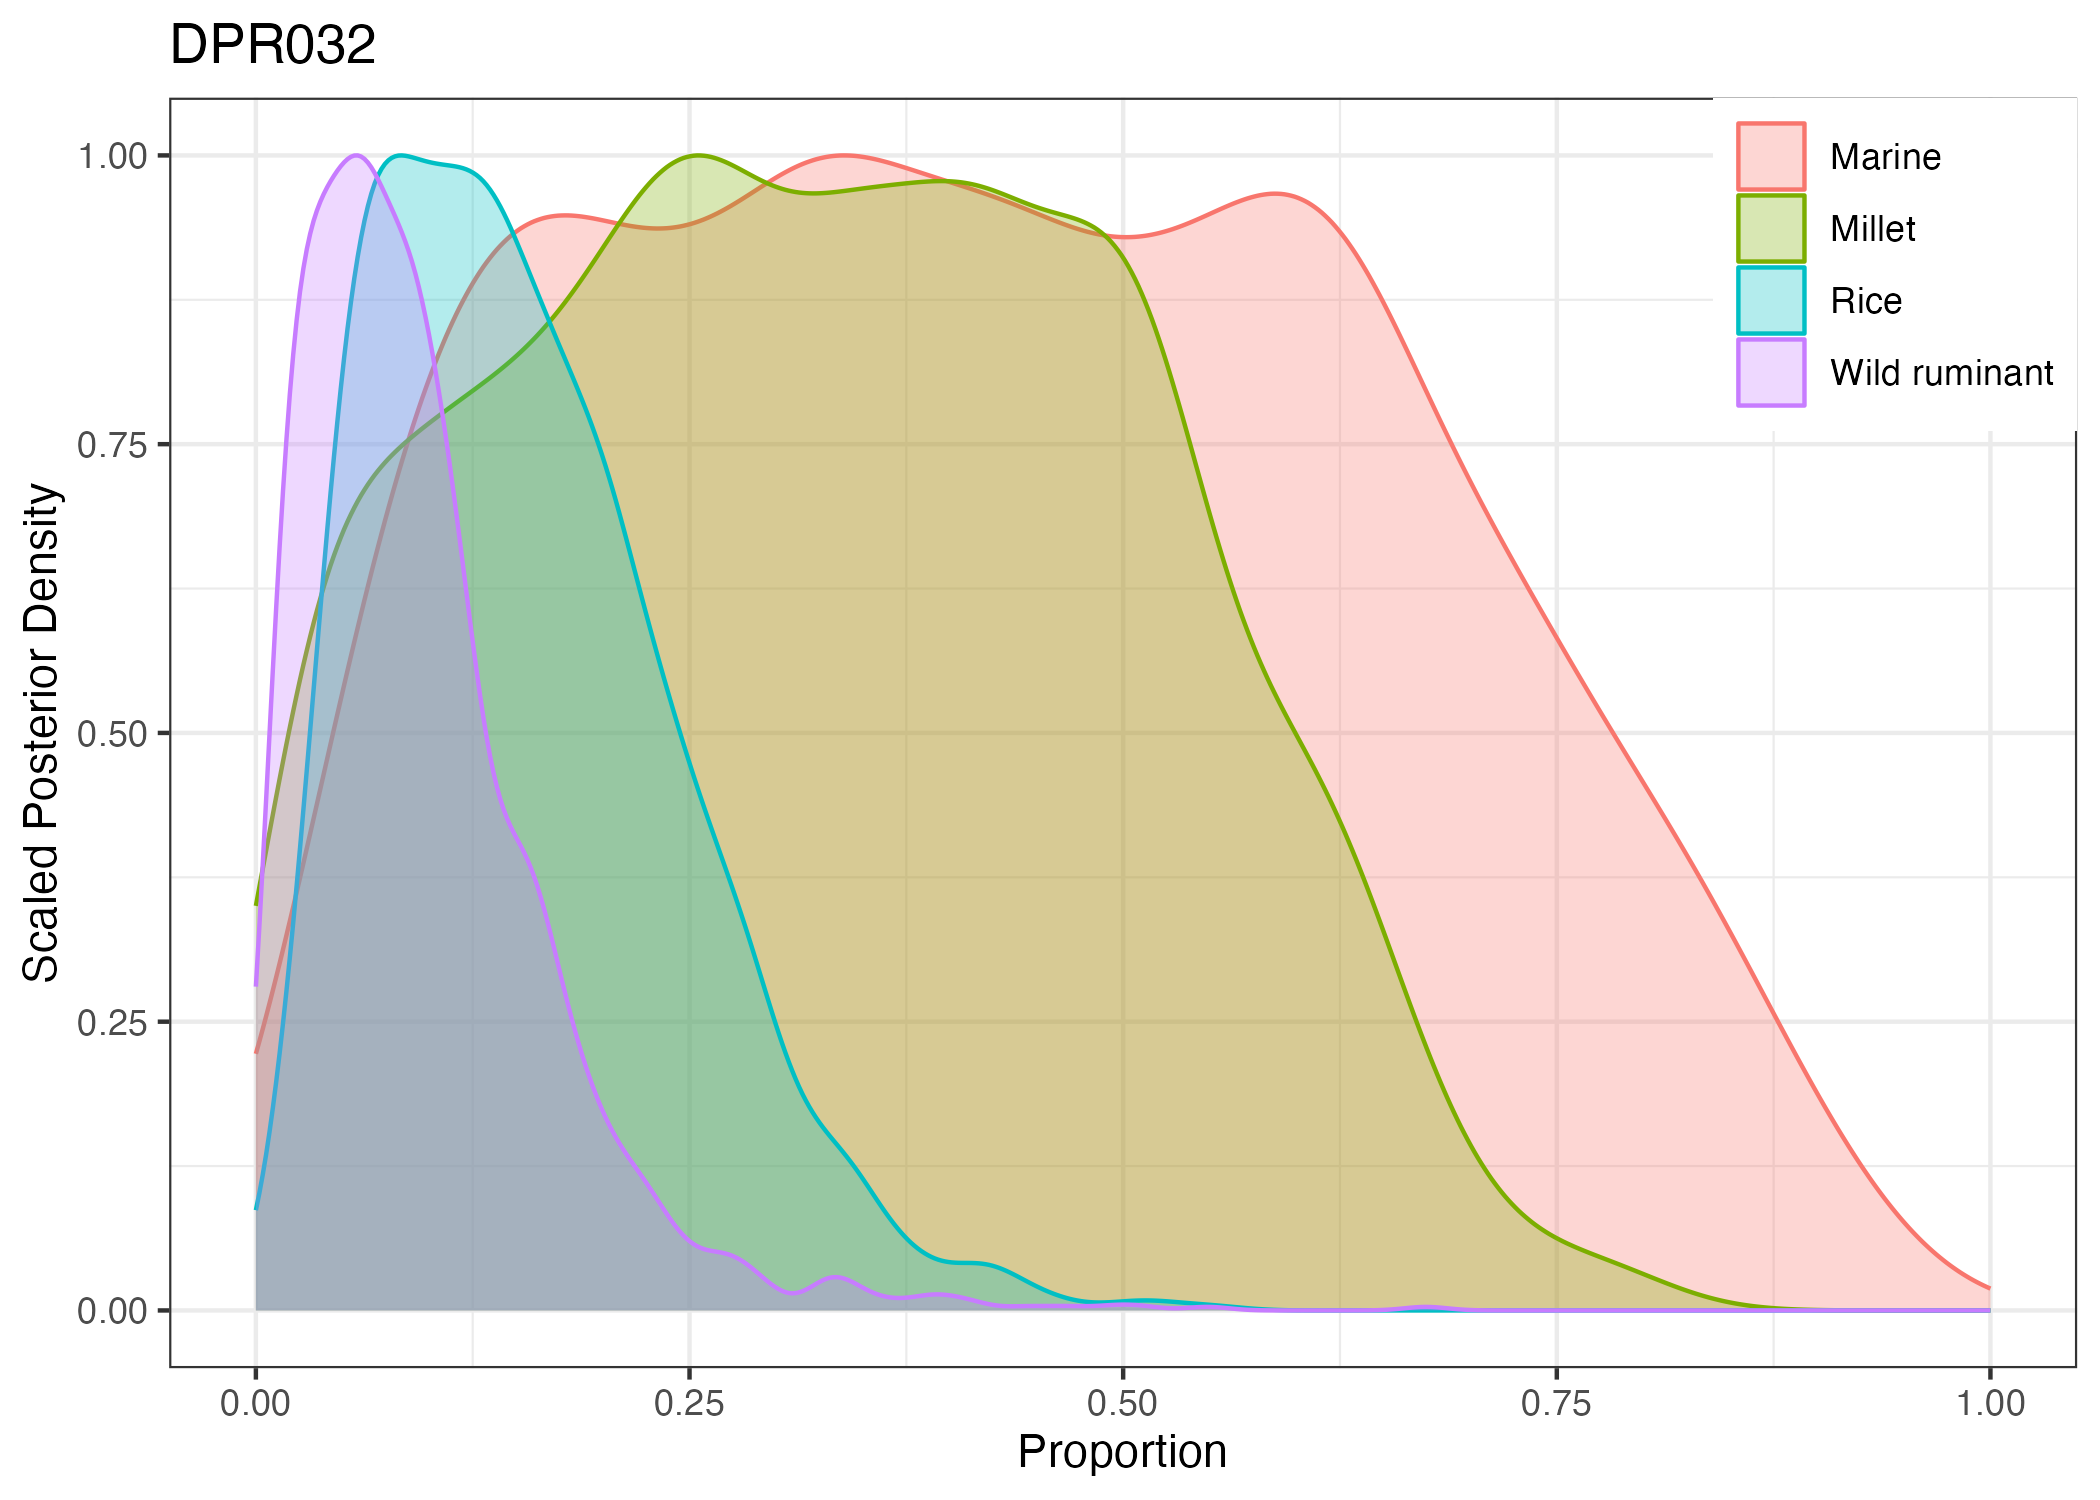 DPR032
Marine
Millet
Rice
Wild ruminant
Scaled Posterior Density
1.00
0.75
0.50
0.25
0.00
0.00 0.25 0.50 0.75 1.00
Proportion